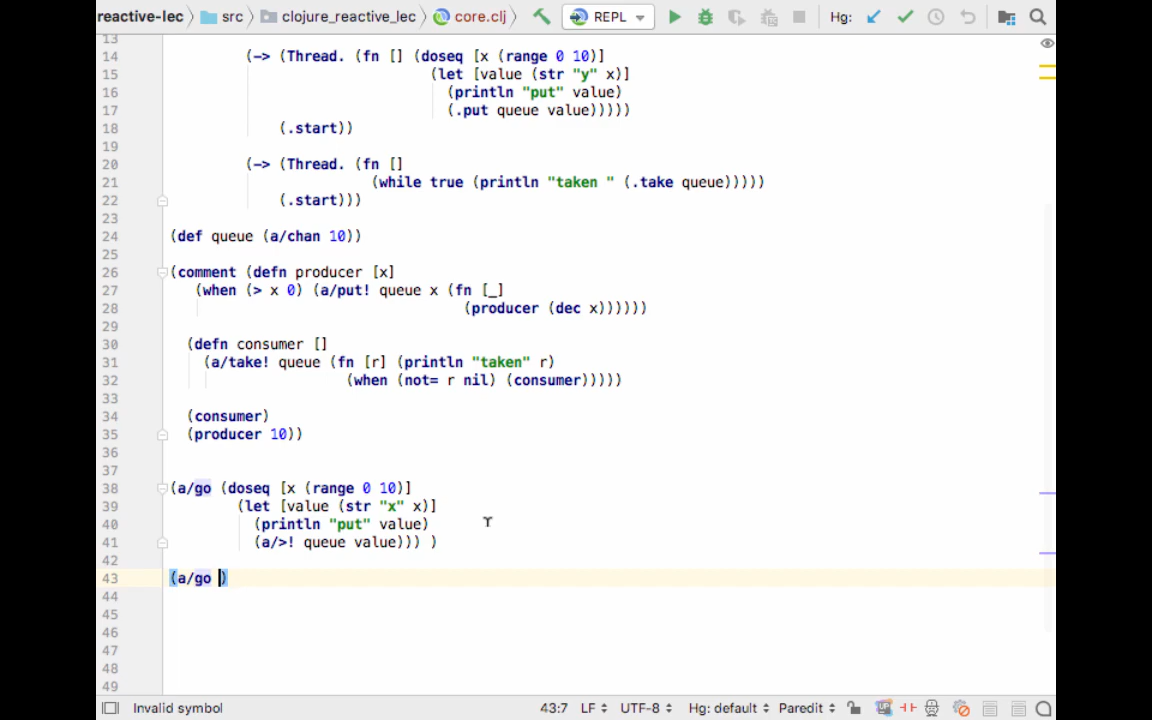 reactive-lec src clojure_reactive_lec core.clj REPL Hg:
13
14 (-> (Thread. (fn [] (doseq [x (range 0 10)]
15 (let [value (str "y" x)]
16 (println "put" value)
17 (.put queue value)))))
18 (.start))
19
20 (-> (Thread. (fn []
21 (while true (println "taken " (.take queue)))))
22 (.start)))
23
24 (def queue (a/chan 10))
25
26 (comment (defn producer [x]
27 (when (> x 0) (a/put! queue x (fn [_]
28 (producer (dec x))))))
29
30 (defn consumer []
31 (a/take! queue (fn [r] (println "taken" r)
32 (when (not= r nil) (consumer)))))
33
34 (consumer)
35 (producer 10))
36
37
38 (a/go (doseq [x (range 0 10)]
39 (let [value (str "x" x)]
40 (println "put" value)
41 (a/>! queue value))) )
42
43 (a/go )
44
45
46
47
48
49
Invalid symbol 43:7 LF UTF-8 Hg: default Paredit